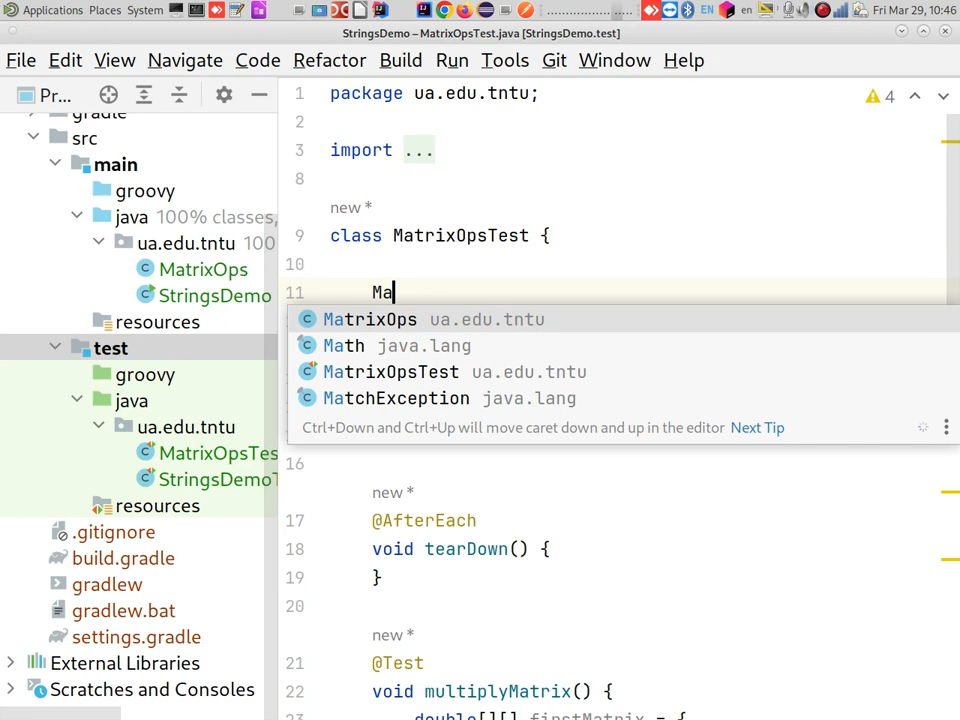 Applications Places System EN en Fri Mar 29, 10:46
StringsDemo – MatrixOpsTest.java [StringsDemo.test]
File Edit View Navigate Code Refactor Build Run Tools Git Window Help
Pr...
gradle
src
main
groovy
java 100% classes,
ua.edu.tntu 100
MatrixOps
StringsDemo
resources
test
groovy
java
ua.edu.tntu
MatrixOpsTes
StringsDemoT
resources
.gitignore
build.gradle
gradlew
gradlew.bat
settings.gradle
External Libraries
Scratches and Consoles
1 package ua.edu.tntu;
4
2
3 import ...
8
new *
9 class MatrixOpsTest {
10
11 Ma
MatrixOps ua.edu.tntu
Math java.lang
MatrixOpsTest ua.edu.tntu
MatchException java.lang
Ctrl+Down and Ctrl+Up will move caret down and up in the editor Next Tip
16
new *
17 @AfterEach
18 void tearDown() {
19 }
20
new *
21 @Test
22 void multiplyMatrix() {
23 double[][] firstMatrix = {